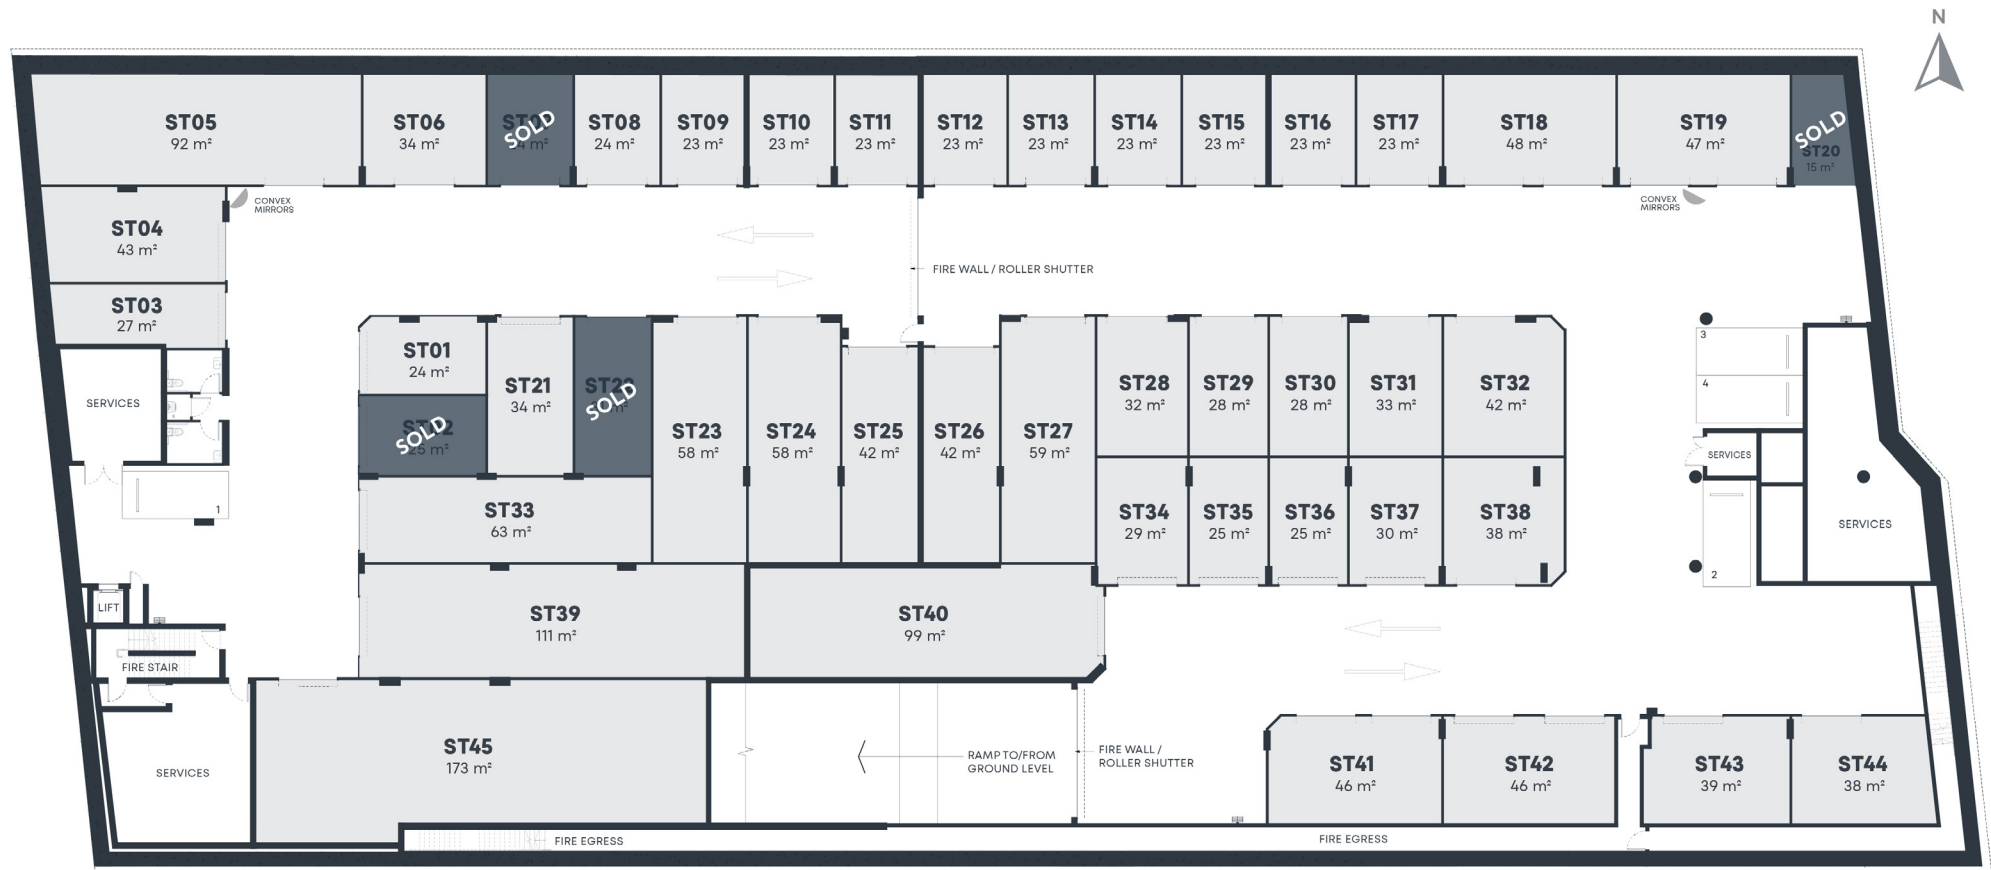 N
ST05
92 m²
ST06
34 m²
SOLD
ST08
24 m²
ST09
23 m²
ST10
23 m²
ST11
23 m²
ST12
23 m²
ST13
23 m²
ST14
23 m²
ST15
23 m²
ST16
23 m²
ST17
23 m²
ST18
48 m²
ST19
47 m²
SOLD
ST20
15 m²
CONVEX
MIRRORS
CONVEX
MIRRORS
ST04
43 m²
ST03
27 m²
FIRE WALL / ROLLER SHUTTER
ST01
24 m²
ST21
34 m²
SOLD
SOLD
25 m²
ST23
58 m²
ST24
58 m²
ST25
42 m²
ST26
42 m²
ST27
59 m²
ST28
32 m²
ST29
28 m²
ST30
28 m²
ST31
33 m²
ST32
42 m²
3
4
SERVICES
SERVICES
SERVICES
1
2
ST33
63 m²
ST34
29 m²
ST35
25 m²
ST36
25 m²
ST37
30 m²
ST38
38 m²
LIFT
FIRE STAIR
ST39
111 m²
ST40
99 m²
SERVICES
ST45
173 m²
RAMP TO/FROM
GROUND LEVEL
FIRE WALL /
ROLLER SHUTTER
ST41
46 m²
ST42
46 m²
ST43
39 m²
ST44
38 m²
FIRE EGRESS
FIRE EGRESS